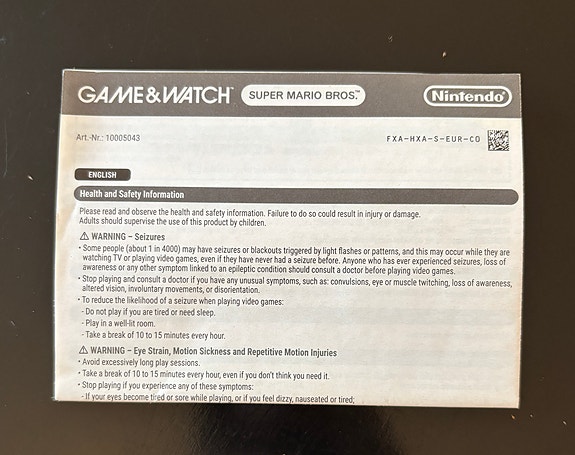 GAME & WATCH™ SUPER MARIO BROS.™ Nintendo®
Art.-Nr.: 10005043 FXA-HXA-S-EUR-C0
ENGLISH
Health and Safety Information
Please read and observe the health and safety information. Failure to do so could result in injury or damage.
Adults should supervise the use of this product by children.
⚠ WARNING – Seizures
• Some people (about 1 in 4000) may have seizures or blackouts triggered by light flashes or patterns, and this may occur while they are
watching TV or playing video games, even if they have never had a seizure before. Anyone who has ever experienced seizures, loss of
awareness or any other symptom linked to an epileptic condition should consult a doctor before playing video games.
• Stop playing and consult a doctor if you have any unusual symptoms, such as: convulsions, eye or muscle twitching, loss of awareness,
altered vision, involuntary movements, or disorientation.
• To reduce the likelihood of a seizure when playing video games:
- Do not play if you are tired or need sleep.
- Play in a well-lit room.
- Take a break of 10 to 15 minutes every hour.
⚠ WARNING – Eye Strain, Motion Sickness and Repetitive Motion Injuries
• Avoid excessively long play sessions.
• Take a break of 10 to 15 minutes every hour, even if you don't think you need it.
• Stop playing if you experience any of these symptoms:
- If your eyes become tired or sore while playing, or if you feel dizzy, nauseated or tired;